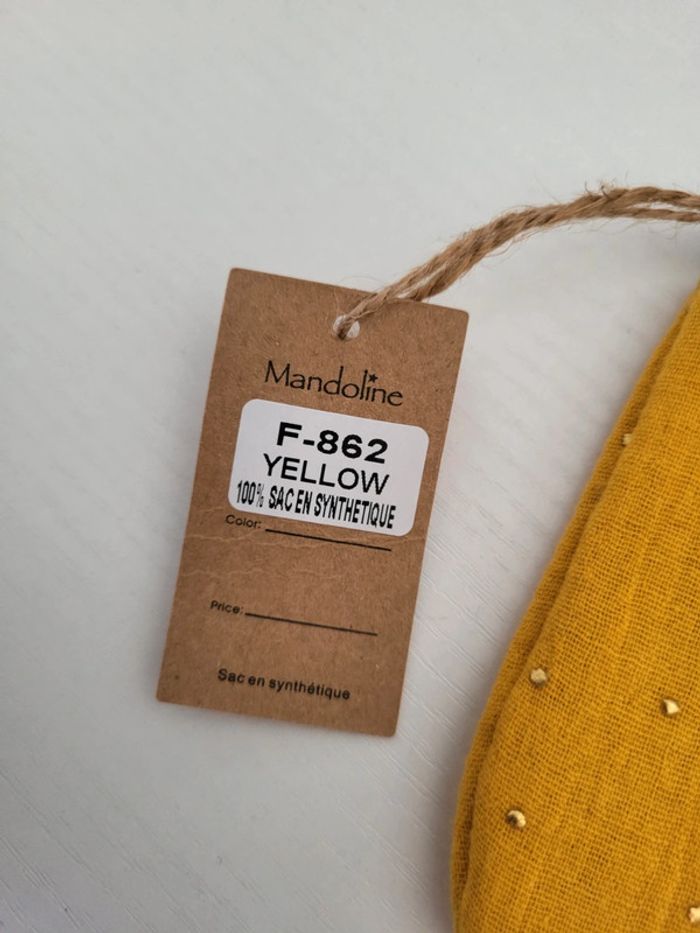 Mandoline
F-862
YELLOW
100% SAC EN SYNTHETIQUE
Color:
Price:
Sac en synthétique